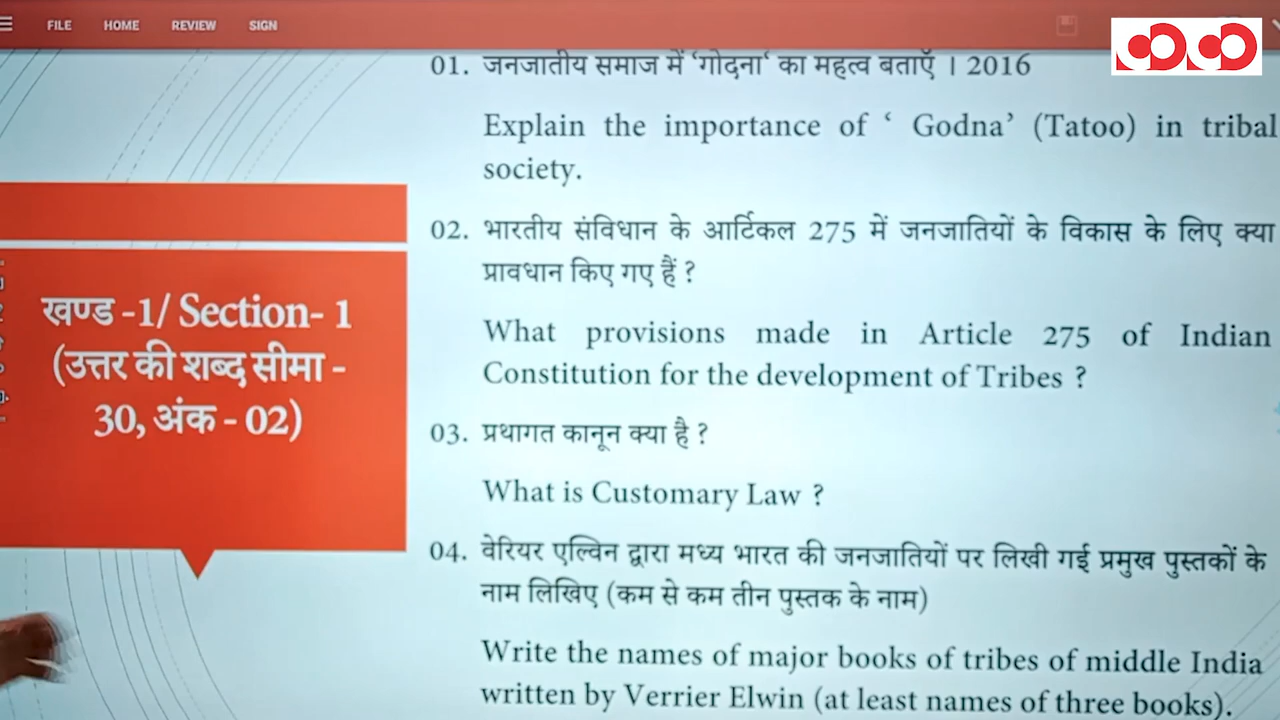 FILE HOME REVIEW SIGN
खण्ड -1/ Section- 1
(उत्तर की शब्द सीमा -
30, अंक - 02)
01. जनजातीय समाज में ‘गोदना‘ का महत्व बताएँ । 2016
Explain the importance of ‘ Godna’ (Tatoo) in tribal
society.
02. भारतीय संविधान के आर्टिकल 275 में जनजातियों के विकास के लिए क्या
प्रावधान किए गए हैं ?
What provisions made in Article 275 of Indian
Constitution for the development of Tribes ?
03. प्रथागत कानून क्या है ?
What is Customary Law ?
04. वेरियर एल्विन द्वारा मध्य भारत की जनजातियों पर लिखी गई प्रमुख पुस्तकों के
नाम लिखिए (कम से कम तीन पुस्तक के नाम)
Write the names of major books of tribes of middle India
written by Verrier Elwin (at least names of three books).